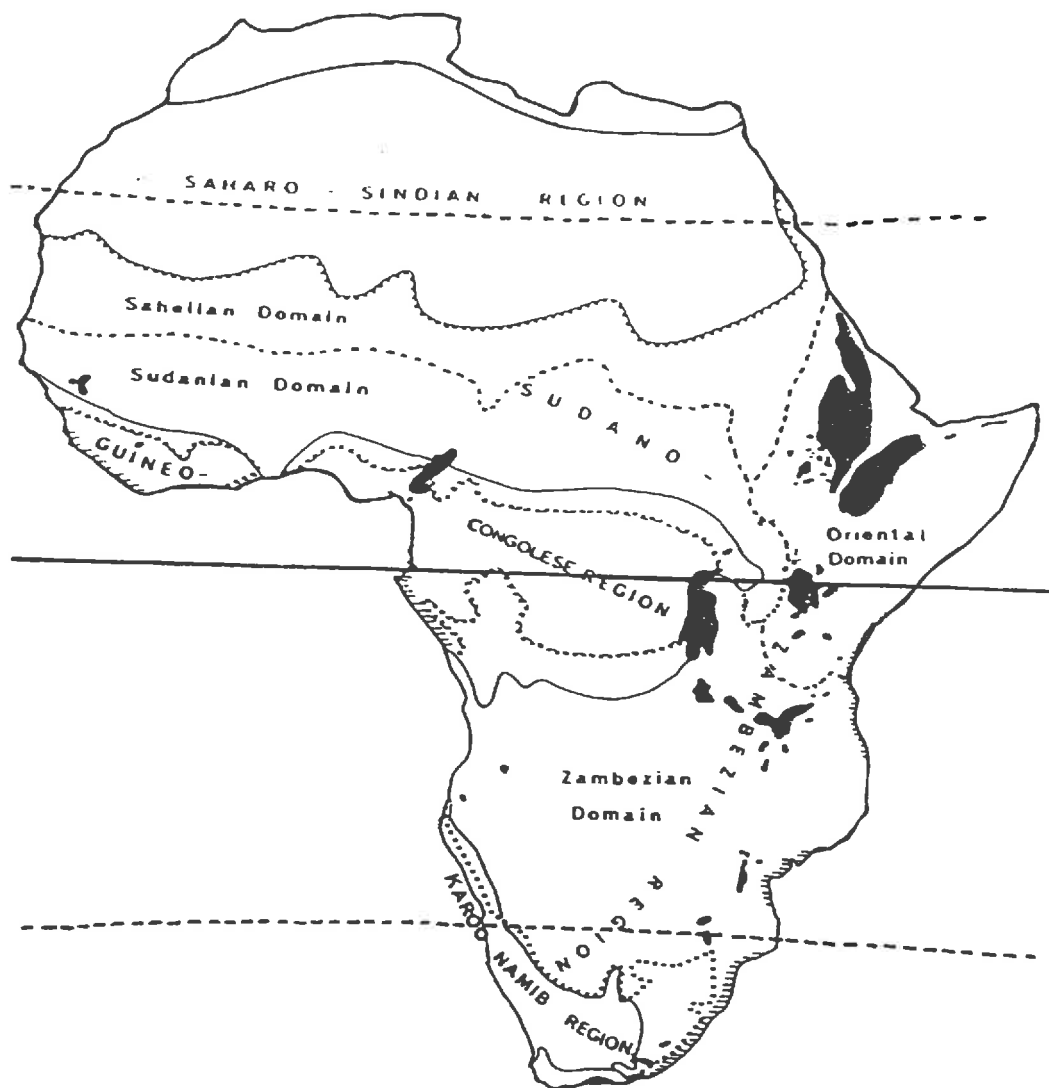 SAHARO - SINDIAN REGION
Sahelian Domain
Sudanian Domain
SUDANO-
GUINEO-
CONGOLESE REGION
Oriental
Domain
ZAMBEZIAN REGION
Zambezian
Domain
KAROO NAMIB REGION